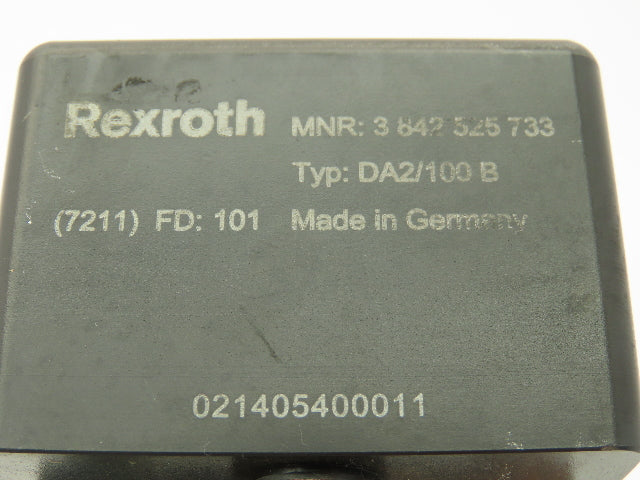 Rexroth MNR: 3 842 525 733
Typ: DA2/100 B
(7211) FD: 101 Made in Germany
021405400011